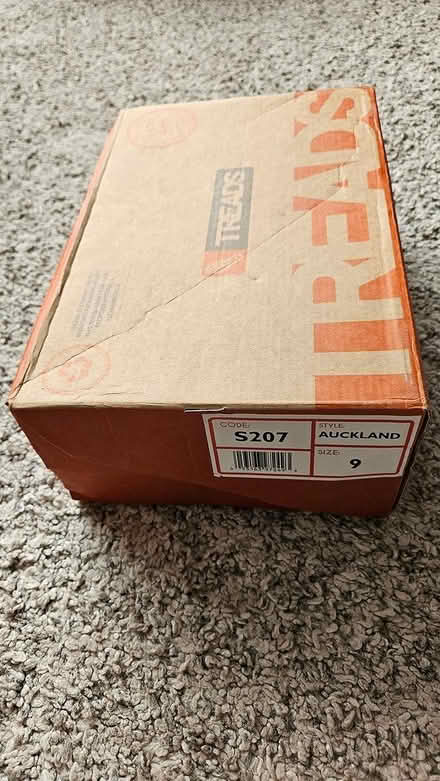 TREADS
TREADS
CODE:
S207
STYLE:
AUCKLAND
SIZE:
9